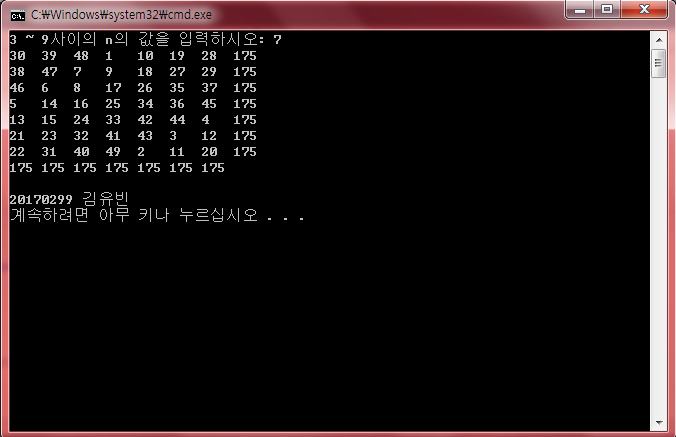 C:\Windows\system32\cmd.exe
3 ~ 9사이의 n의 값을 입력하시오: 7
30 39 48 1 10 19 28 175
38 47 7 9 18 27 29 175
46 6 8 17 26 35 37 175
5 14 16 25 34 36 45 175
13 15 24 33 42 44 4 175
21 23 32 41 43 3 12 175
22 31 40 49 2 11 20 175
175 175 175 175 175 175 175
20170299 김유빈
계속하려면 아무 키나 누르십시오 . . .